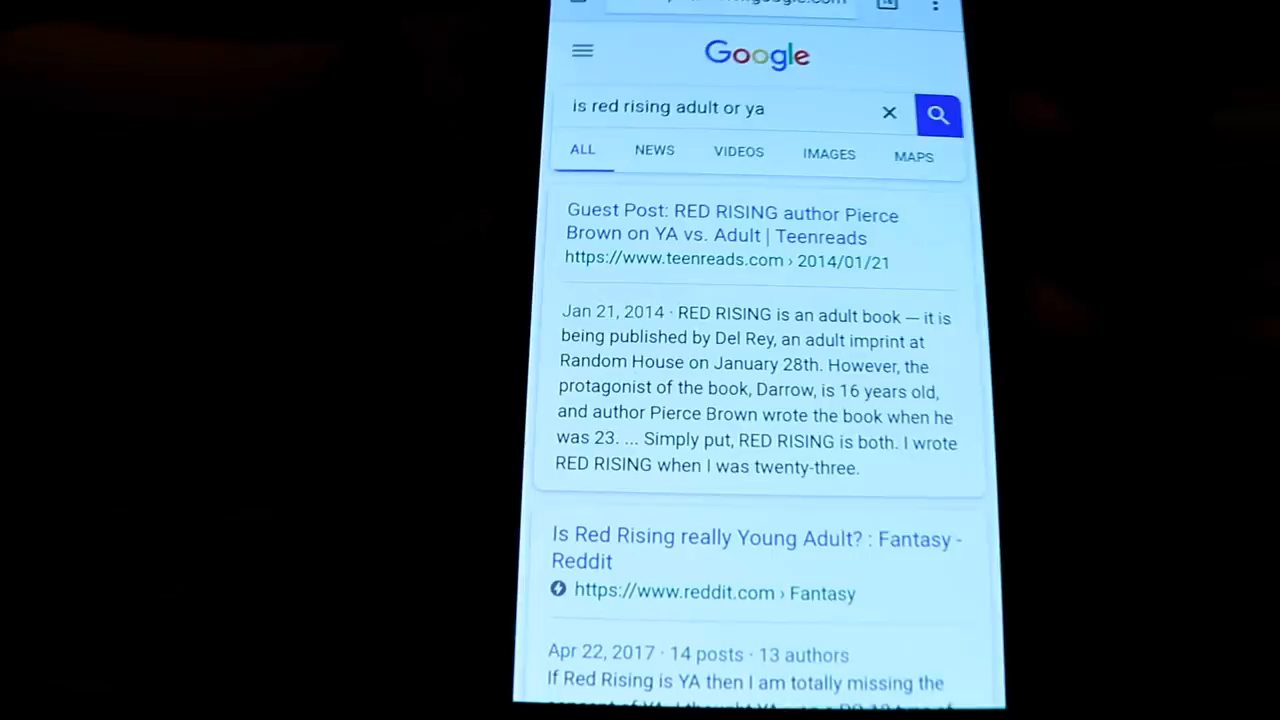 Google
is red rising adult or ya
ALL NEWS VIDEOS IMAGES MAPS
Guest Post: RED RISING author Pierce
Brown on YA vs. Adult | Teenreads
https://www.teenreads.com › 2014/01/21
Jan 21, 2014 · RED RISING is an adult book — it is
being published by Del Rey, an adult imprint at
Random House on January 28th. However, the
protagonist of the book, Darrow, is 16 years old,
and author Pierce Brown wrote the book when he
was 23. ... Simply put, RED RISING is both. I wrote
RED RISING when I was twenty-three.
Is Red Rising really Young Adult? : Fantasy -
Reddit
https://www.reddit.com › Fantasy
Apr 22, 2017 · 14 posts · 13 authors
If Red Rising is YA then I am totally missing the